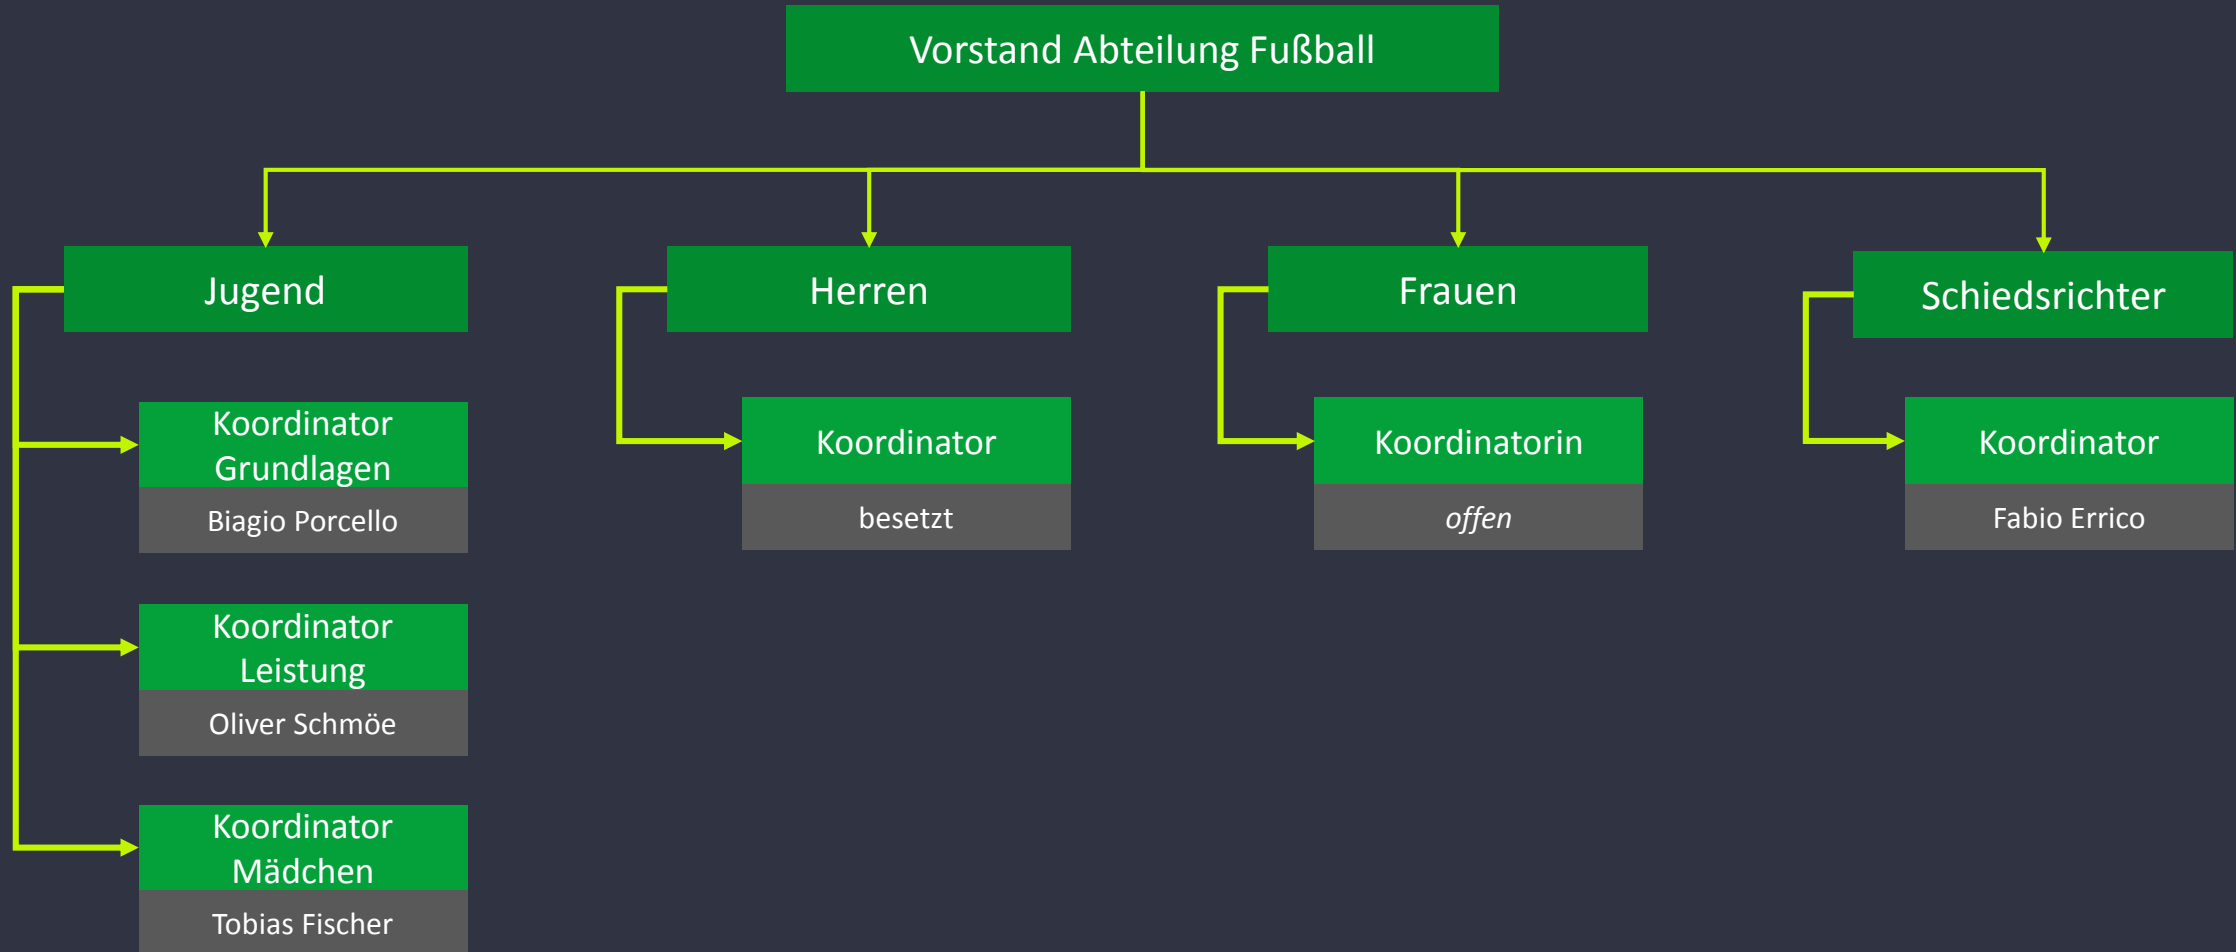 Vorstand Abteilung Fußball
Jugend
Herren
Frauen
Schiedsrichter
Koordinator
Grundlagen
Biagio Porcello
Koordinator
besetzt
Koordinatorin
offen
Koordinator
Fabio Errico
Koordinator
Leistung
Oliver Schmöe
Koordinator
Mädchen
Tobias Fischer